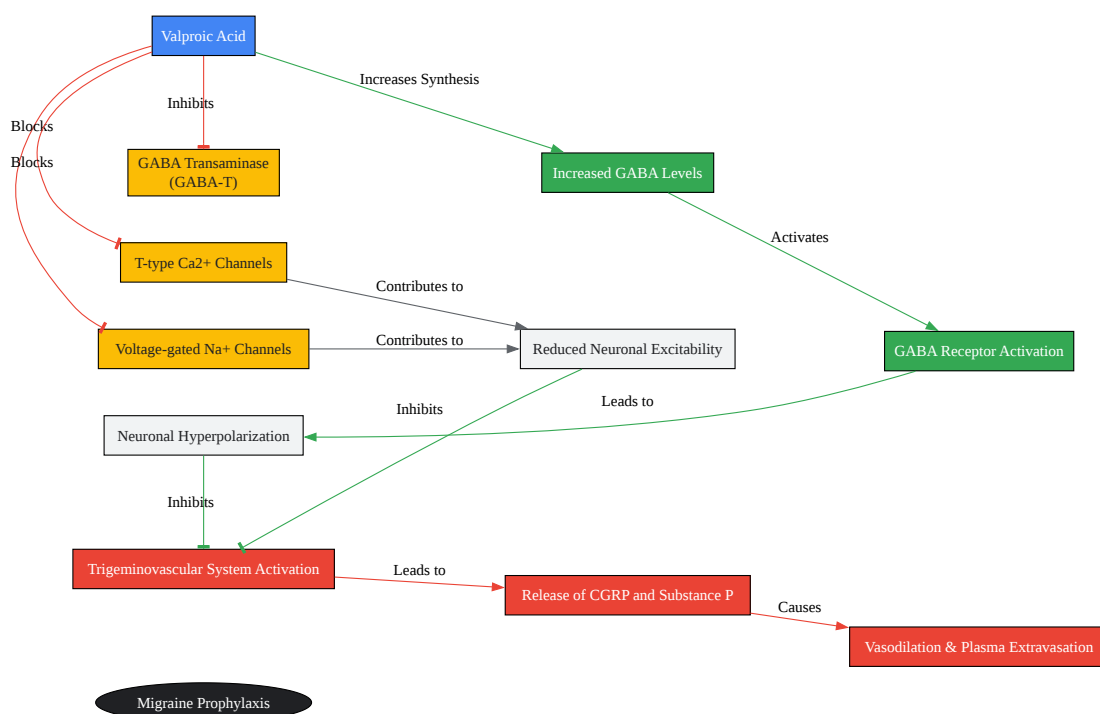 Valproic Acid
Increases Synthesis
Inhibits
Blocks
Blocks
GABA Transaminase
(GABA-T)
Increased GABA Levels
Activates
T-type Ca2+ Channels
Contributes to
Voltage-gated Na+ Channels
Contributes to
Reduced Neuronal Excitability
GABA Receptor Activation
Inhibits
Leads to
Neuronal Hyperpolarization
Inhibits
Trigeminovascular System Activation
Leads to
Release of CGRP and Substance P
Causes
Vasodilation & Plasma Extravasation
Migraine Prophylaxis